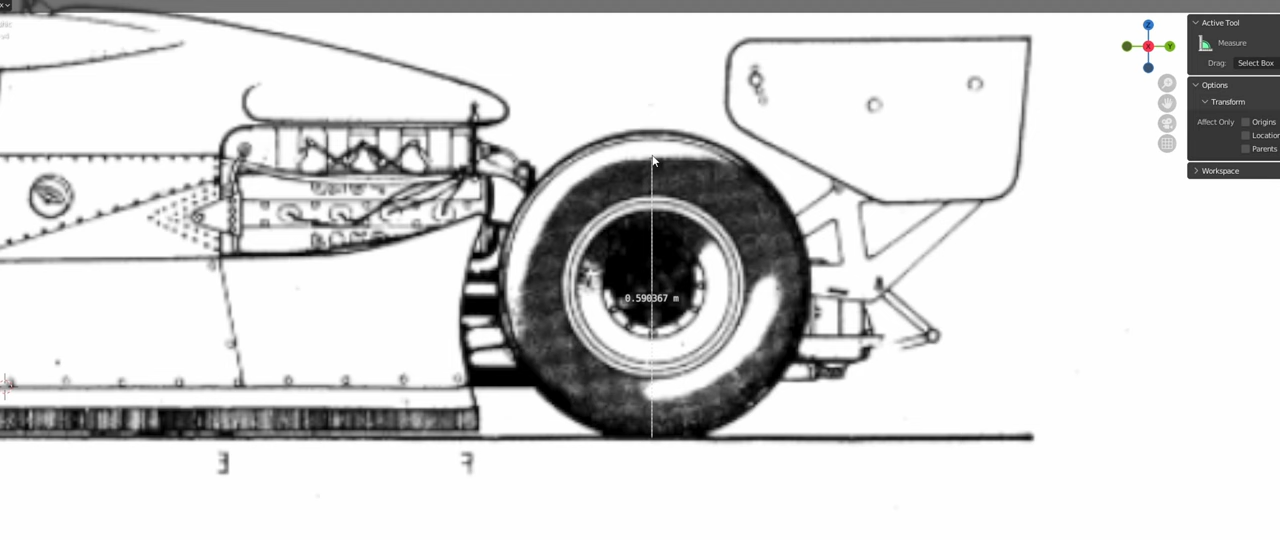 Active Tool
Measure
Drag: Select Box
Options
Transform
Affect Only Origins
Parents
Workspace
0.590367 m